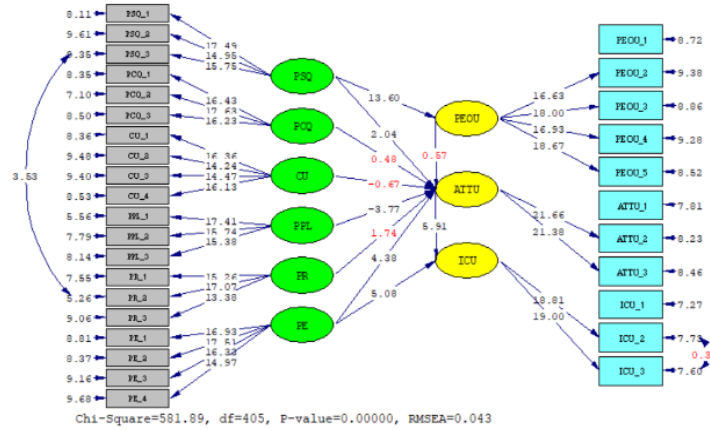 8.11 PSQ_1
9.61 PSQ_2
8.35 PSQ_3
8.35 PCQ_1
7.10 PCQ_2
8.50 PCQ_3
8.36 CU_1
9.48 CU_2
9.40 CU_3
8.53 CU_4
5.56 PPL_1
7.79 PPL_2
8.14 PPL_3
7.55 PR_1
5.26 PR_2
9.06 PR_3
8.81 PE_1
8.37 PE_2
9.16 PE_3
9.68 PE_4
3.53
17.49
14.95
15.75
16.43
17.63
16.23
16.36
14.24
14.47
16.13
17.41
15.74
15.38
15.26
17.07
13.38
16.93
17.51
16.33
14.97
PSQ
PCQ
CU
PPL
PR
PE
13.60
2.04
0.48
-0.67
-3.77
1.74
4.38
5.08
0.57
5.91
PEOU
ATTU
ICU
16.63
18.00
16.93
18.67
21.66
21.38
18.81
19.00
PEOU_1 8.72
PEOU_2 9.38
PEOU_3 8.86
PEOU_4 9.28
PEOU_5 8.52
ATTU_1 7.81
ATTU_2 8.23
ATTU_3 8.46
ICU_1 7.27
ICU_2 7.73
ICU_3 7.60
Chi-Square=581.89, df=405, P-value=0.00000, RMSEA=0.043